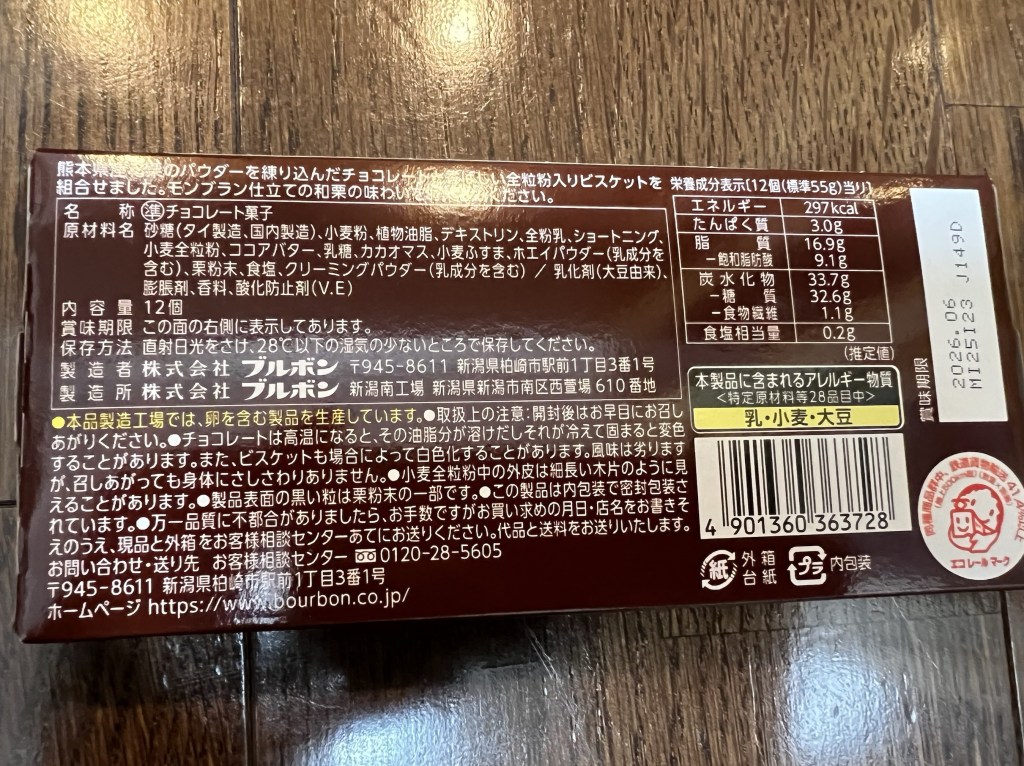 熊本県産 のパウダーを練り込んだチョコレート 全粒粉入りビスケットを
組合せました。モンブラン仕立ての和栗の味わい ください。
名 称 準チョコレート菓子
原材料名 砂糖(タイ製造、国内製造)、小麦粉、植物油脂、デキストリン、全粉乳、ショートニング、
小麦全粒粉、ココアバター、乳糖、カカオマス、小麦ふすま、ホエイパウダー(乳成分を
含む)、栗粉末、食塩、クリーミングパウダー(乳成分を含む) / 乳化剤(大豆由来)、
膨脹剤、香料、酸化防止剤(V.E)
内 容 量 12個
賞味期限 この面の右側に表示してあります。
保存方法 直射日光をさけ、28℃以下の湿気の少ないところで保存してください。
製 造 者 株式会社 ブルボン 〒945-8611 新潟県柏崎市駅前1丁目3番1号
製 造 所 株式会社 ブルボン 新潟南工場 新潟県新潟市南区西萱場 610番地
●本品製造工場では、卵を含む製品を生産しています。●取扱上の注意:開封後はお早目にお召し
あがりください。●チョコレートは高温になると、その油脂分が溶けだしそれが冷えて固まると変色
することがあります。また、ビスケットも場合によって白色化することがあります。風味は劣ります
が、召しあがっても身体にさしさわりありません。●小麦全粒粉中の外皮は細長い木片のように見
えることがあります。●製品表面の黒い粒は栗粉末の一部です。●この製品は内包装で密封包装さ
れています。●万一品質に不都合がありましたら、お手数ですがお買い求めの月日・店名をお書きそ
えのうえ、現品と外箱をお客様相談センターあてにお送りください。代品と送料をお送りいたします。
お問い合わせ・送り先 お客様相談センター 0120-28-5605
〒945-8611 新潟県柏崎市駅前1丁目3番1号
ホームページ https://www.bourbon.co.jp/
栄養成分表示[12個(標準55g)当り]
エネルギー 297kcal
たんぱく質 3.0g
脂 質 16.9g
−飽和脂肪酸 9.1g
炭水化物 33.7g
−糖 質 32.6g
−食物繊維 1.1g
食塩相当量 0.2g
(推定値)
本製品に含まれるアレルギー物質
<特定原材料等28品目中>
乳・小麦・大豆
4 901360 363728
紙 外箱 台紙
プラ 内包装
賞味期限
2026.06
MI25I23 J149D
エコレールマーク